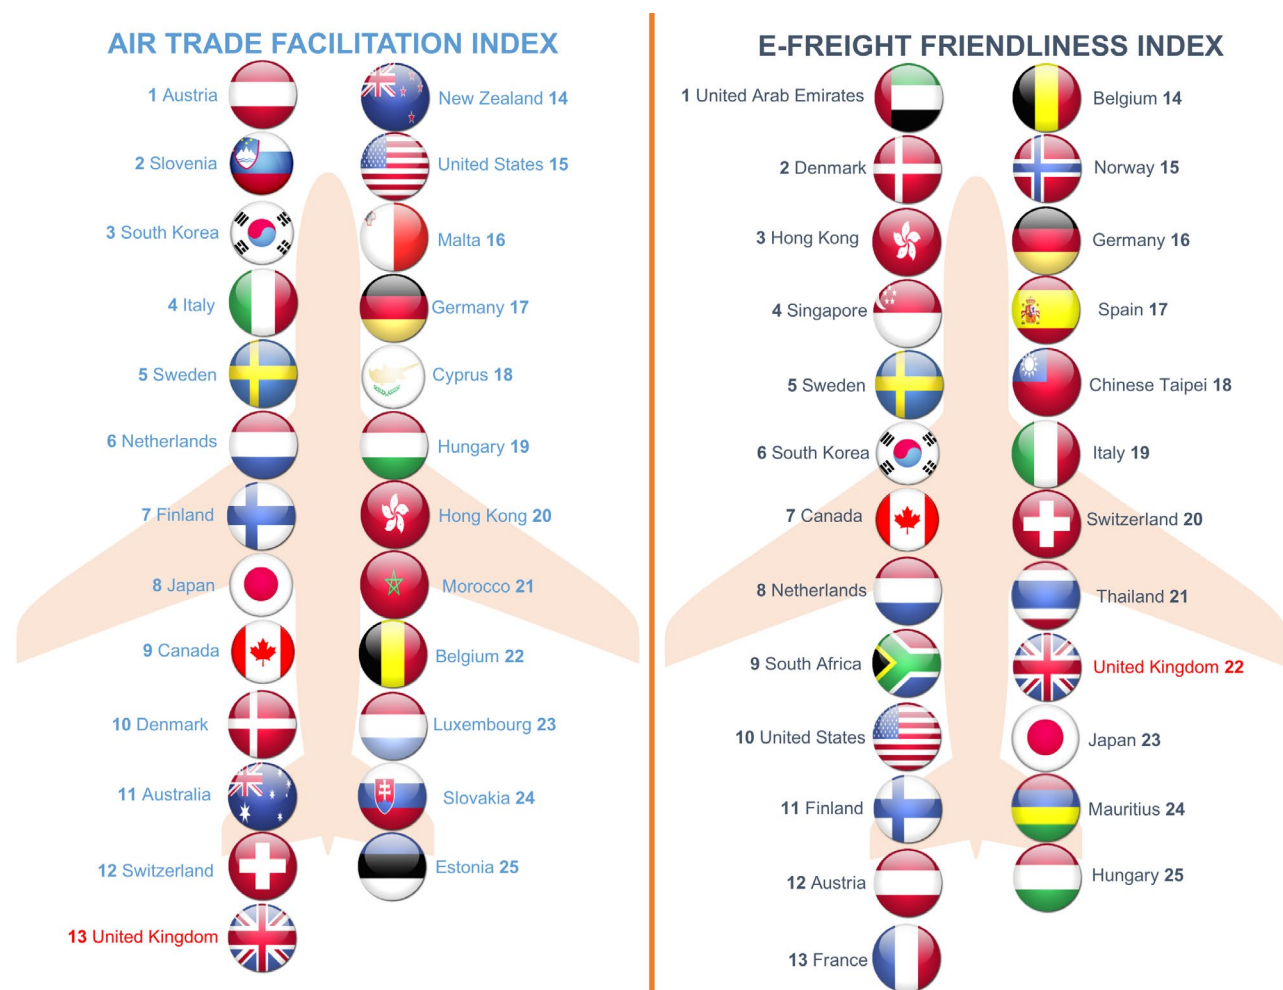 AIR TRADE FACILITATION INDEX
1 Austria
2 Slovenia
3 South Korea
4 Italy
5 Sweden
6 Netherlands
7 Finland
8 Japan
9 Canada
10 Denmark
11 Australia
12 Switzerland
13 United Kingdom
New Zealand 14
United States 15
Malta 16
Germany 17
Cyprus 18
Hungary 19
Hong Kong 20
Morocco 21
Belgium 22
Luxembourg 23
Slovakia 24
Estonia 25
E-FREIGHT FRIENDLINESS INDEX
1 United Arab Emirates
2 Denmark
3 Hong Kong
4 Singapore
5 Sweden
6 South Korea
7 Canada
8 Netherlands
9 South Africa
10 United States
11 Finland
12 Austria
13 France
Belgium 14
Norway 15
Germany 16
Spain 17
Chinese Taipei 18
Italy 19
Switzerland 20
Thailand 21
United Kingdom 22
Japan 23
Mauritius 24
Hungary 25